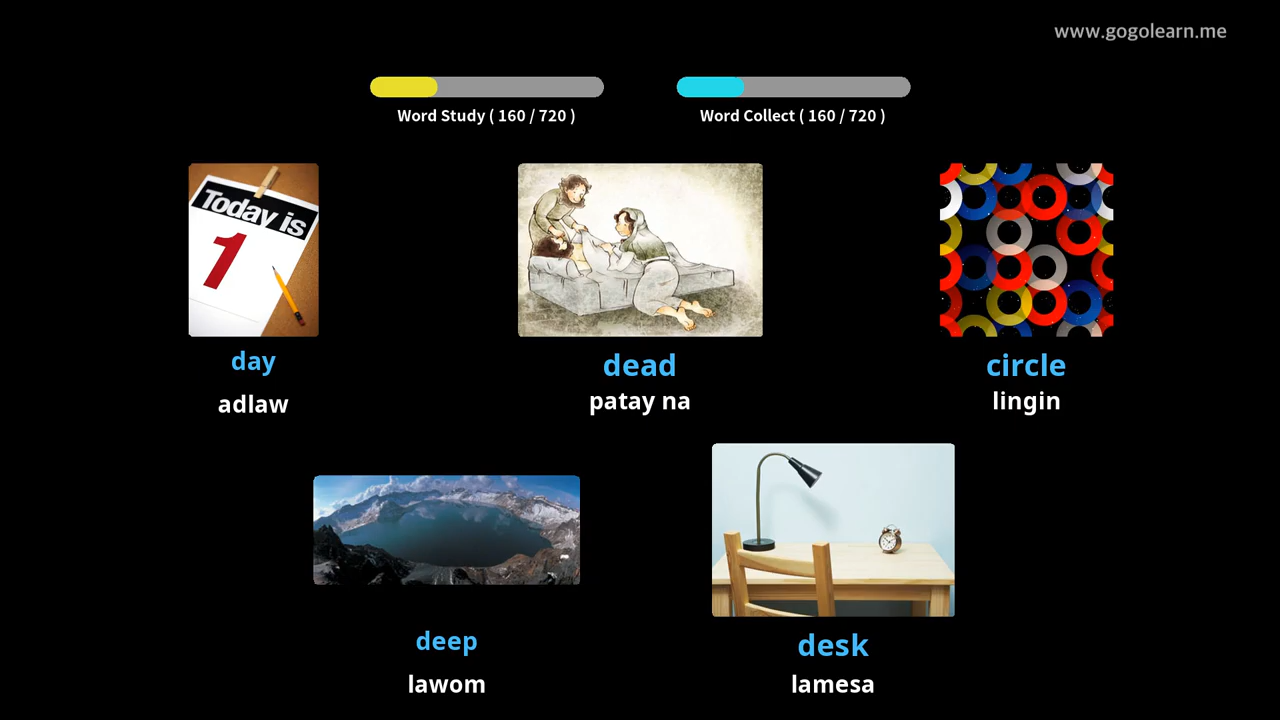 www.gogolearn.me
Word Study ( 160 / 720 )
Word Collect ( 160 / 720 )
Today is
1
day
adlaw
dead
patay na
circle
lingin
deep
lawom
desk
lamesa